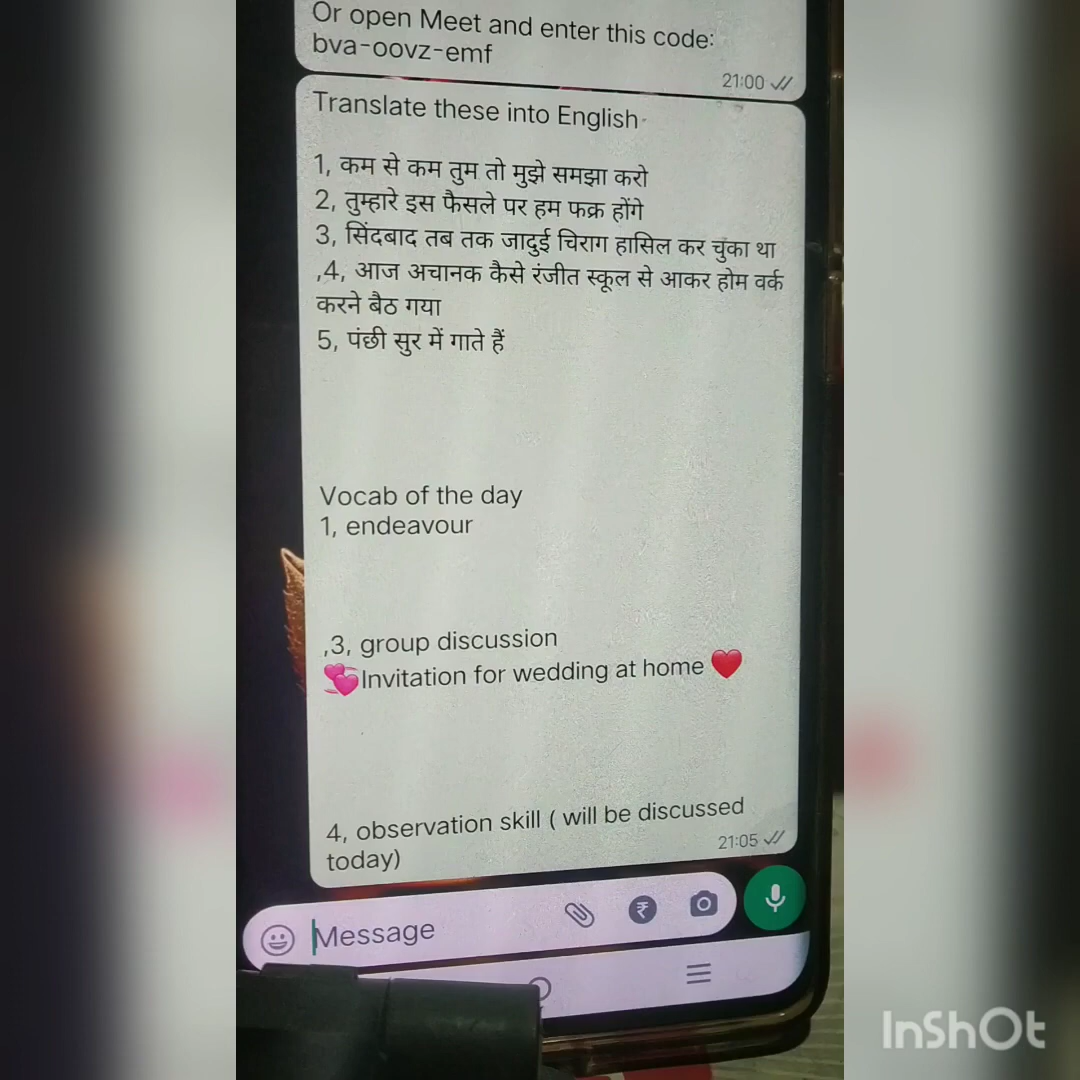 Or open Meet and enter this code:
bva-oovz-emf
21:00
Translate these into English
1, कम से कम तुम तो मुझे समझा करो
2, तुम्हारे इस फैसले पर हम फक्र होंगे
3, सिंदबाद तब तक जादुई चिराग हासिल कर चुका था
,4, आज अचानक कैसे रंजीत स्कूल से आकर होम वर्क
करने बैठ गया
5, पंछी सुर में गाते हैं
Vocab of the day
1, endeavour
,3, group discussion
💞Invitation for wedding at home ❤️
4, observation skill ( will be discussed
today)
21:05
Message
InShOt